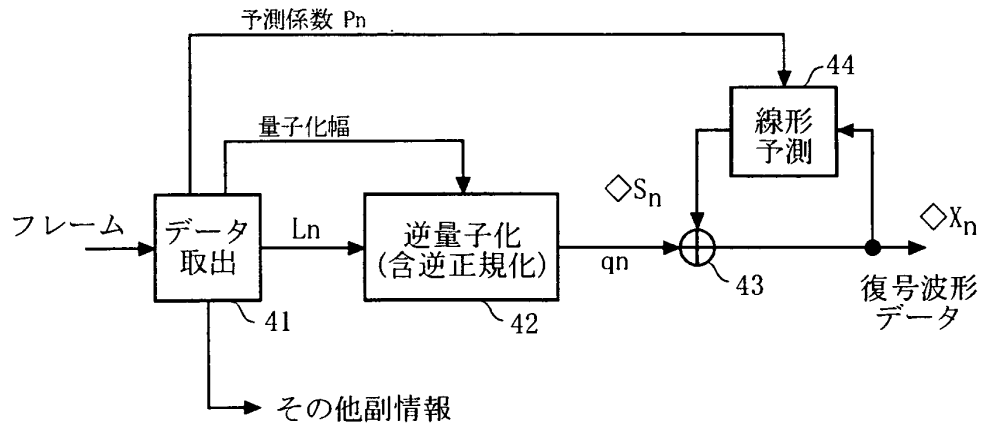 予測係数 Pn
44
線形
予測
量子化幅
◇Sn
◇Xn
フレーム
データ
取出
Ln
逆量子化
(含逆正規化)
qn
43
復号波形
データ
41
42
その他副情報